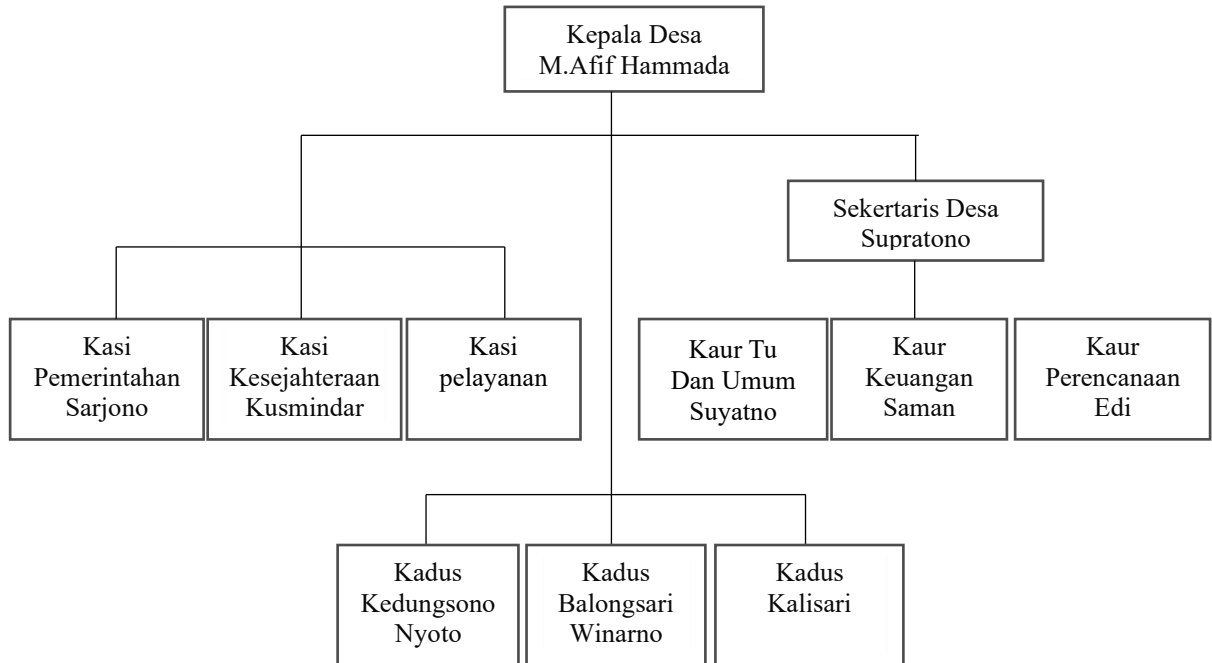 Kepala Desa
M.Afif Hammada
Sekertaris Desa
Supratono
Kasi
Pemerintahan
Sarjono
Kasi
Kesejahteraan
Kusmindar
Kasi
pelayanan
Kaur Tu
Dan Umum
Suyatno
Kaur
Keuangan
Saman
Kaur
Perencanaan
Edi
Kadus
Kedungsono
Nyoto
Kadus
Balongsari
Winarno
Kadus
Kalisari